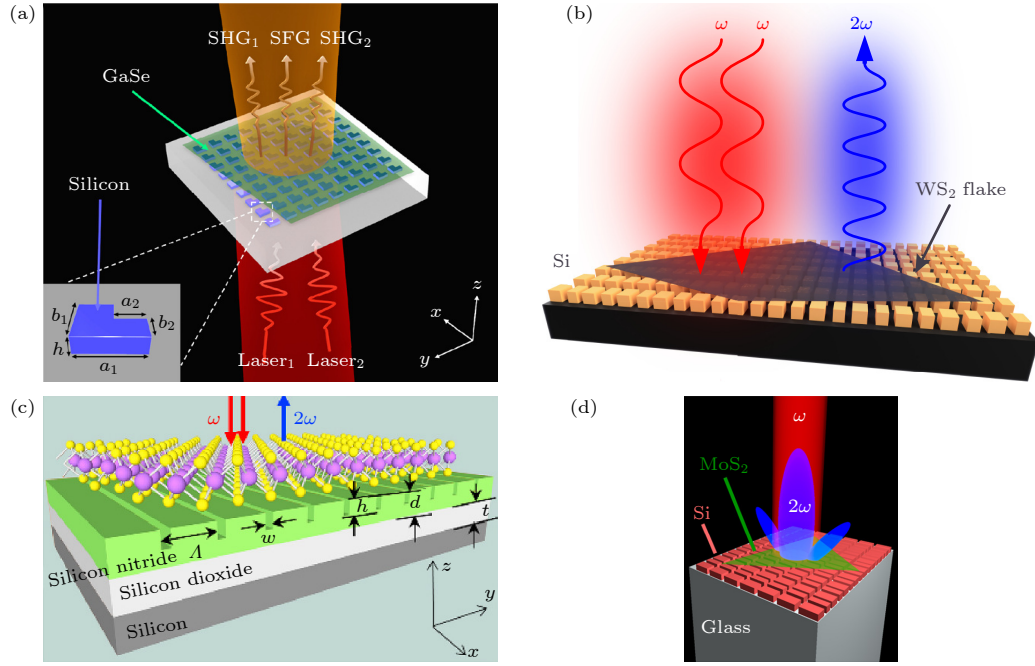 (a)
SHG₁ SFG SHG₂
GaSe
Silicon
a₂
b₁
b₂
h
a₁
Laser₁ Laser₂
z
x
y
(b)
ω ω 2ω
WS₂ flake
Si
(c)
ω 2ω
h d t
Λ w
Silicon nitride
Silicon dioxide
Silicon
z
y
x
(d)
ω
MoS₂
2ω
Si
Glass